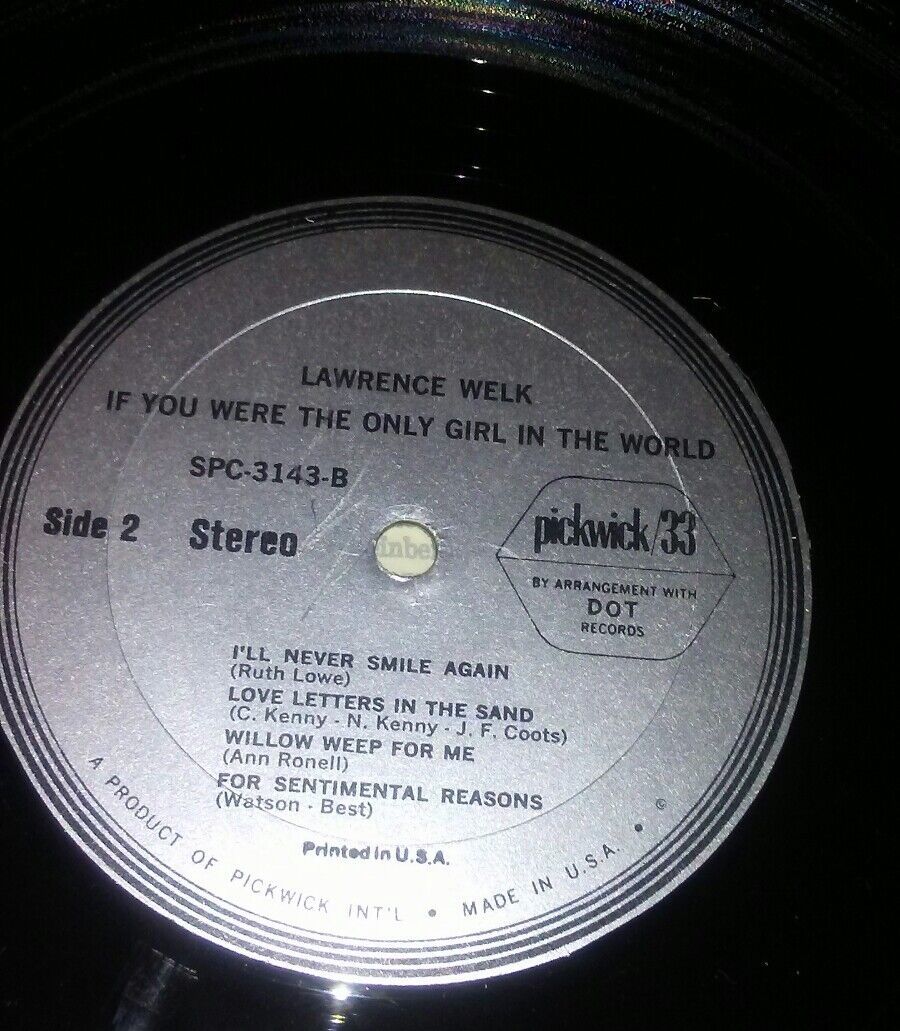 LAWRENCE WELK
IF YOU WERE THE ONLY GIRL IN THE WORLD
SPC-3143-B
Side 2 Stereo
pickwick/33
BY ARRANGEMENT WITH
DOT
RECORDS
I'LL NEVER SMILE AGAIN
(Ruth Lowe)
LOVE LETTERS IN THE SAND
(C. Kenny - N. Kenny - J. F. Coots)
WILLOW WEEP FOR ME
(Ann Ronell)
FOR SENTIMENTAL REASONS
(Watson · Best)
Printed in U.S.A.
A PRODUCT OF PICKWICK INT'L • MADE IN U.S.A. • ©